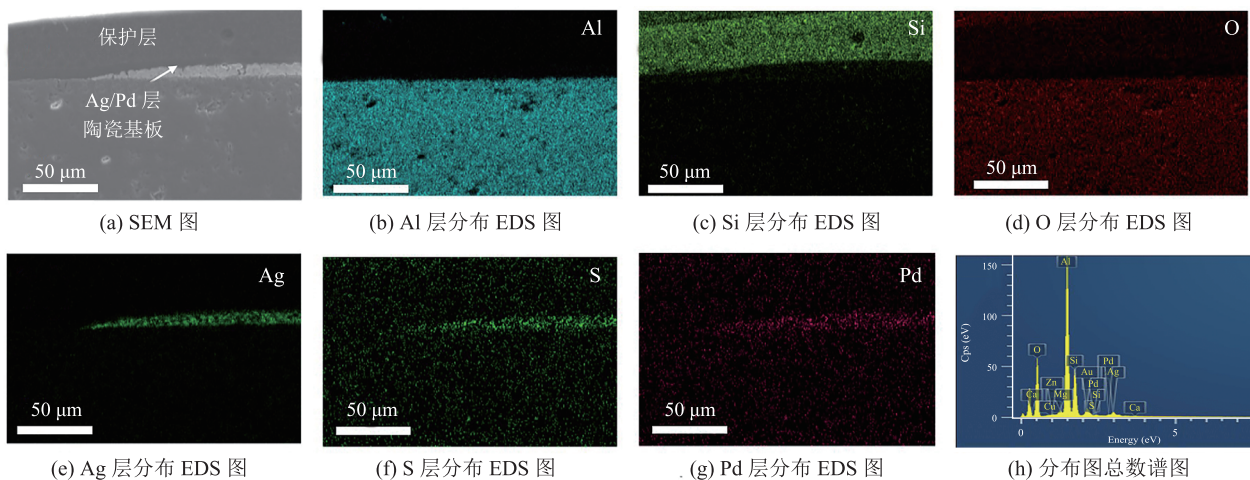 保护层
Ag/Pd 层
陶瓷基板
50 μm
(a) SEM 图
Al
50 μm
(b) Al 层分布 EDS 图
Si
50 μm
(c) Si 层分布 EDS 图
O
50 μm
(d) O 层分布 EDS 图
Ag
50 μm
(e) Ag 层分布 EDS 图
S
50 μm
(f) S 层分布 EDS 图
Pd
50 μm
(g) Pd 层分布 EDS 图
150
100
50
0
Cps (eV)
Al
O
Si
Pd
Zn
Au
Ag
Ca
Mg
Pd
Si
Cu
S
Ca
0
5
Energy (eV)
(h) 分布图总数谱图